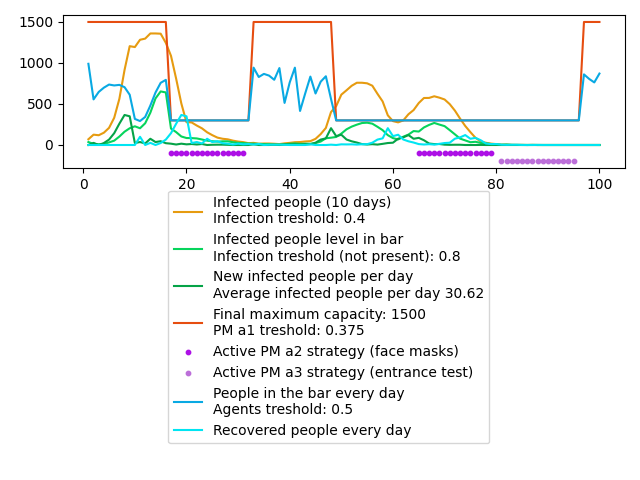 1500
1000
500
0
0 20 40 60 80 100
Infected people (10 days)
Infection treshold: 0.4
Infected people level in bar
Infection treshold (not present): 0.8
New infected people per day
Average infected people per day 30.62
Final maximum capacity: 1500
PM a1 treshold: 0.375
Active PM a2 strategy (face masks)
Active PM a3 strategy (entrance test)
People in the bar every day
Agents treshold: 0.5
Recovered people every day